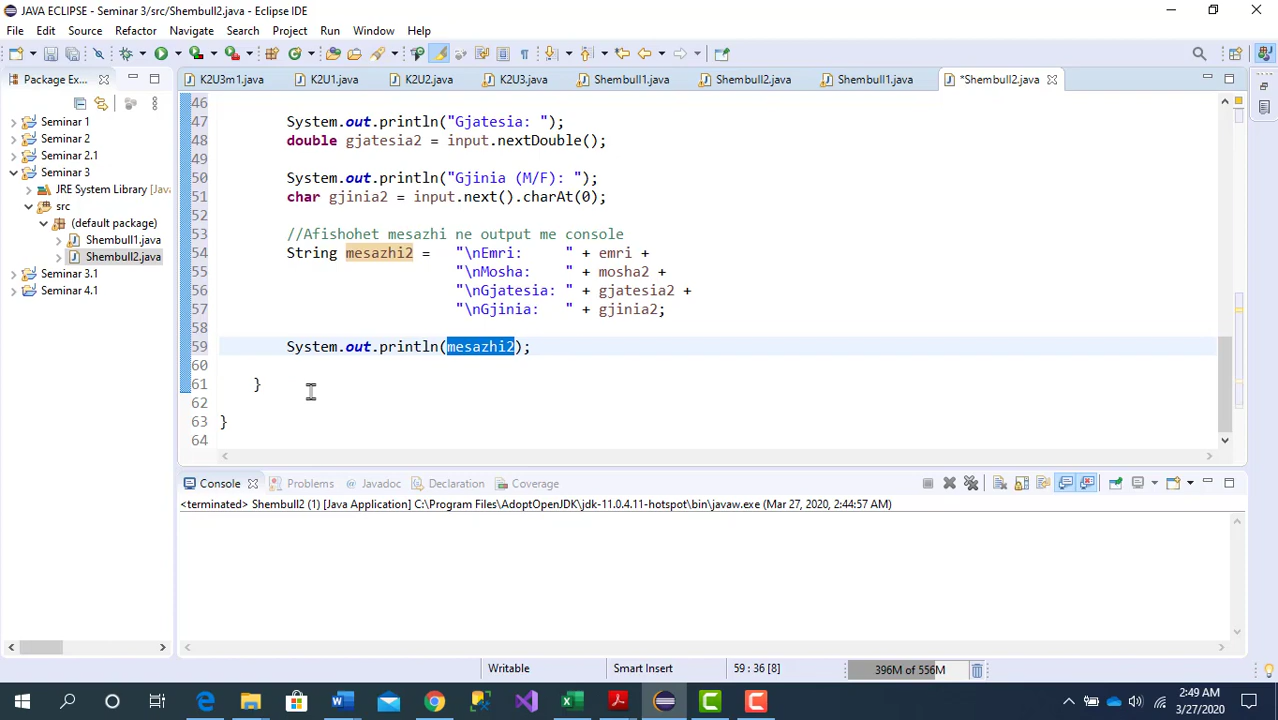 JAVA ECLIPSE - Seminar 3/src/Shembull2.java - Eclipse IDE
File Edit Source Refactor Navigate Search Project Run Window Help
Package Ex...
K2U3m1.java K2U1.java K2U2.java K2U3.java Shembull1.java Shembull2.java Shembull1.java *Shembull2.java
Seminar 1
Seminar 2
Seminar 2.1
Seminar 3
JRE System Library [Java
src
(default package)
Shembull1.java
Shembull2.java
Seminar 3.1
Seminar 4.1
46
47 System.out.println("Gjatesia: ");
48 double gjatesia2 = input.nextDouble();
49
50 System.out.println("Gjinia (M/F): ");
51 char gjinia2 = input.next().charAt(0);
52
53 //Afishohet mesazhi ne output me console
54 String mesazhi2 = "\nEmri:     " + emri +
55 "\nMosha:    " + mosha2 +
56 "\nGjatesia: " + gjatesia2 +
57 "\nGjinia:   " + gjinia2;
58
59 System.out.println(mesazhi2);
60
61 }
62
63 }
64
Console Problems Javadoc Declaration Coverage
<terminated> Shembull2 (1) [Java Application] C:\Program Files\AdoptOpenJDK\jdk-11.0.4.11-hotspot\bin\javaw.exe (Mar 27, 2020, 2:44:57 AM)
Writable Smart Insert 59 : 36 [8] 396M of 556M
2:49 AM
3/27/2020